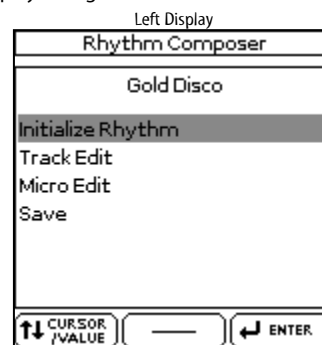 Left Display
Rhythm Composer
Gold Disco
Initialize Rhythm
Track Edit
Micro Edit
Save
CURSOR
/VALUE
ENTER